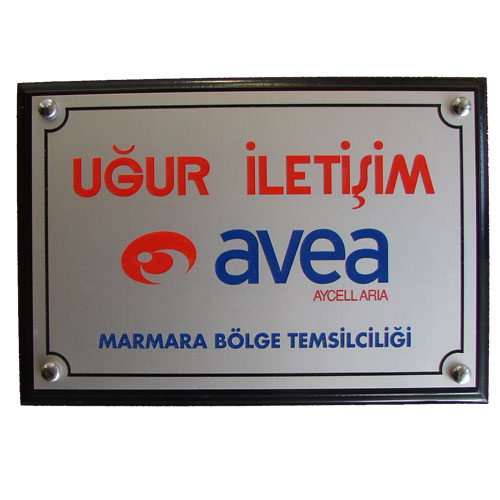 UĞUR İLETİŞİM
avea
AYCELL ARIA
MARMARA BÖLGE TEMSİLCİLİĞİ